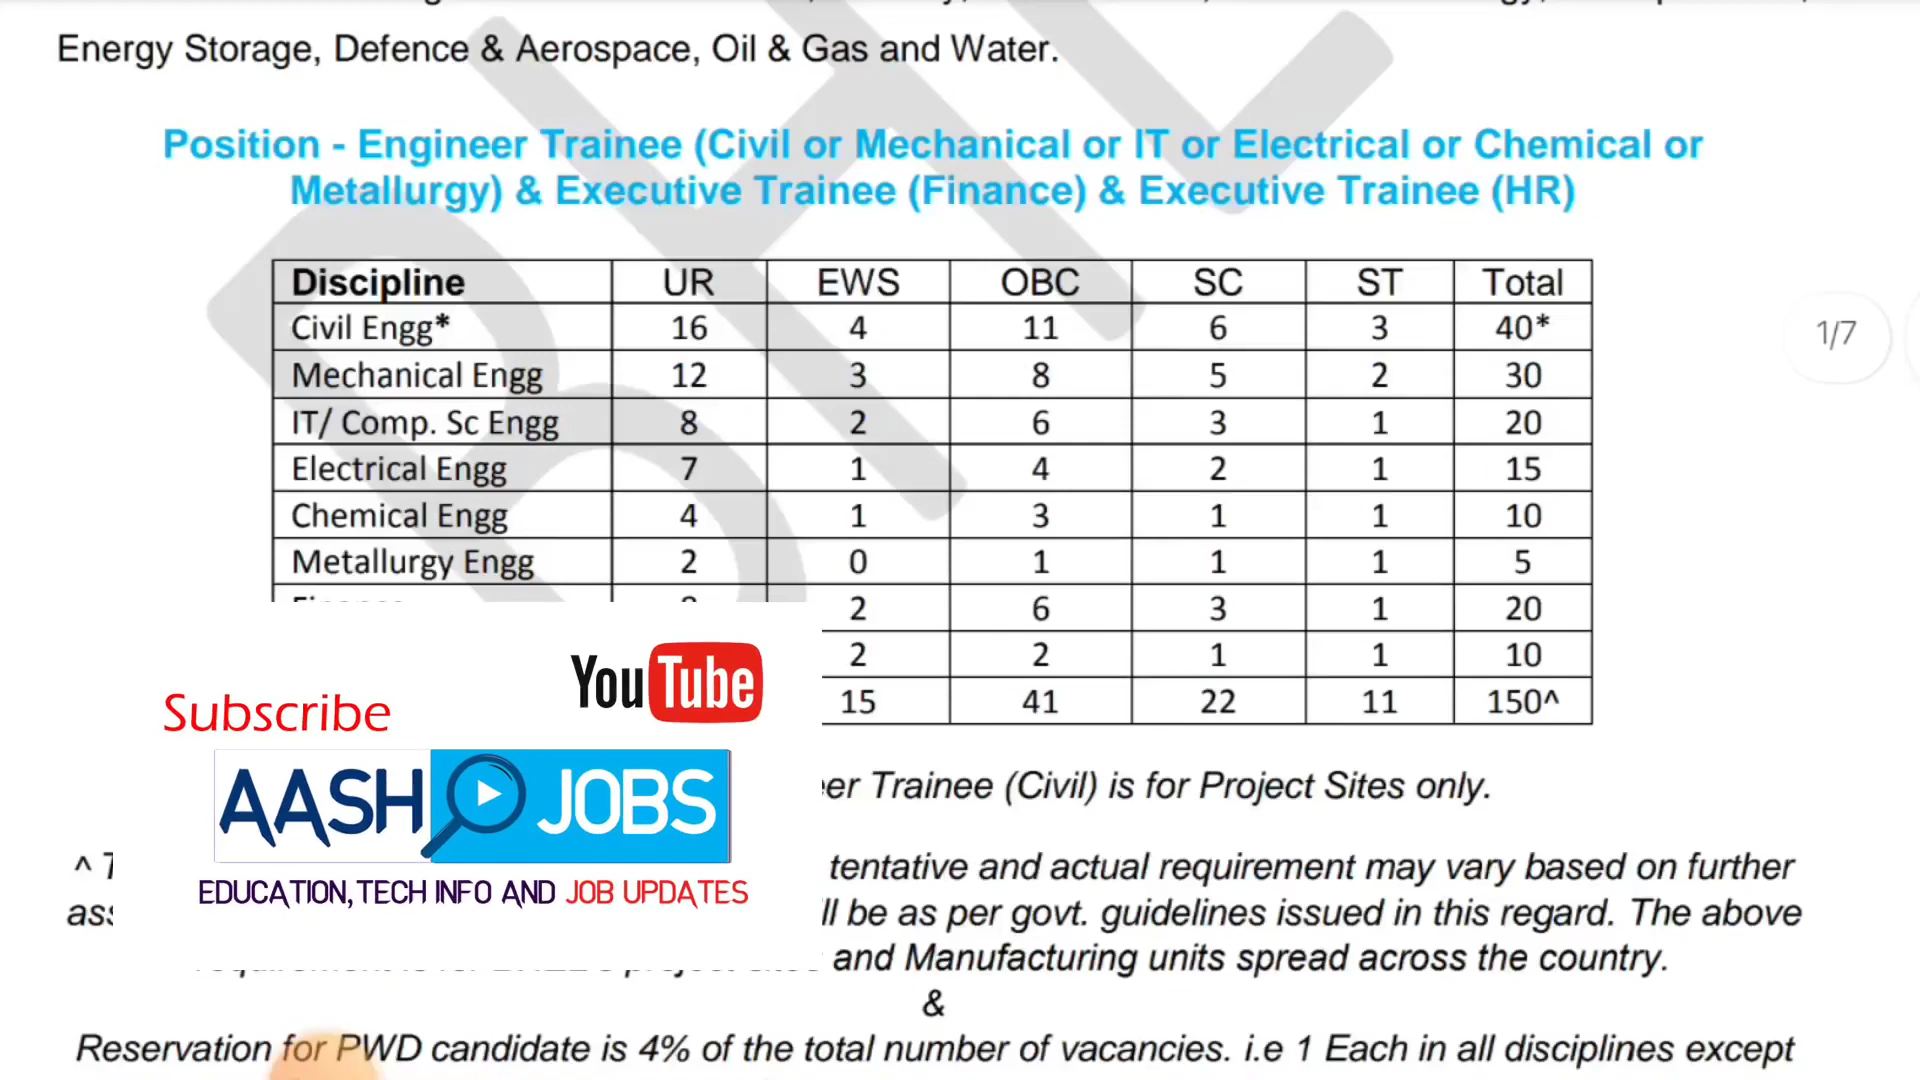 Energy Storage, Defence & Aerospace, Oil & Gas and Water.
Position - Engineer Trainee (Civil or Mechanical or IT or Electrical or Chemical or
Metallurgy) & Executive Trainee (Finance) & Executive Trainee (HR)
Discipline UR EWS OBC SC ST Total
Civil Engg* 16 4 11 6 3 40*
Mechanical Engg 12 3 8 5 2 30
IT/ Comp. Sc Engg 8 2 6 3 1 20
Electrical Engg 7 1 4 2 1 15
Chemical Engg 4 1 3 1 1 10
Metallurgy Engg 2 0 1 1 1 5
2 6 3 1 20
2 2 1 1 10
15 41 22 11 150^
1/7
Subscribe
YouTube
AASH JOBS
EDUCATION,TECH INFO AND JOB UPDATES
Trainee (Civil) is for Project Sites only.
^ tentative and actual requirement may vary based on further
be as per govt. guidelines issued in this regard. The above
and Manufacturing units spread across the country.
&
Reservation for PWD candidate is 4% of the total number of vacancies. i.e 1 Each in all disciplines except